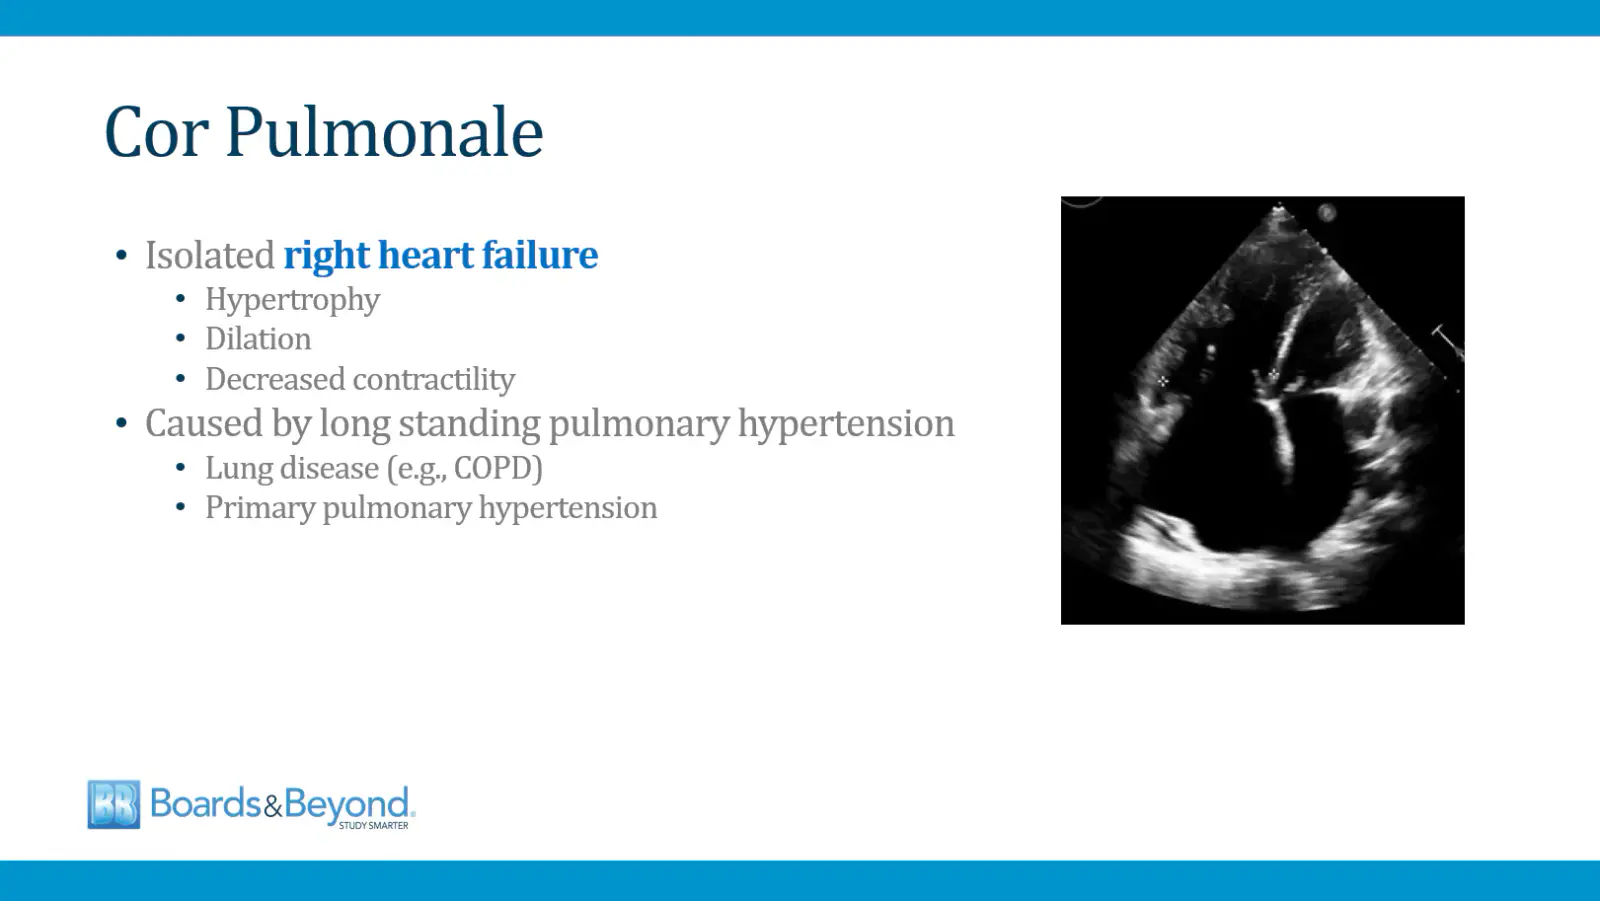 Cor Pulmonale
• Isolated right heart failure
• Hypertrophy
• Dilation
• Decreased contractility
• Caused by long standing pulmonary hypertension
• Lung disease (e.g., COPD)
• Primary pulmonary hypertension
BB Boards&Beyond®
STUDY SMARTER